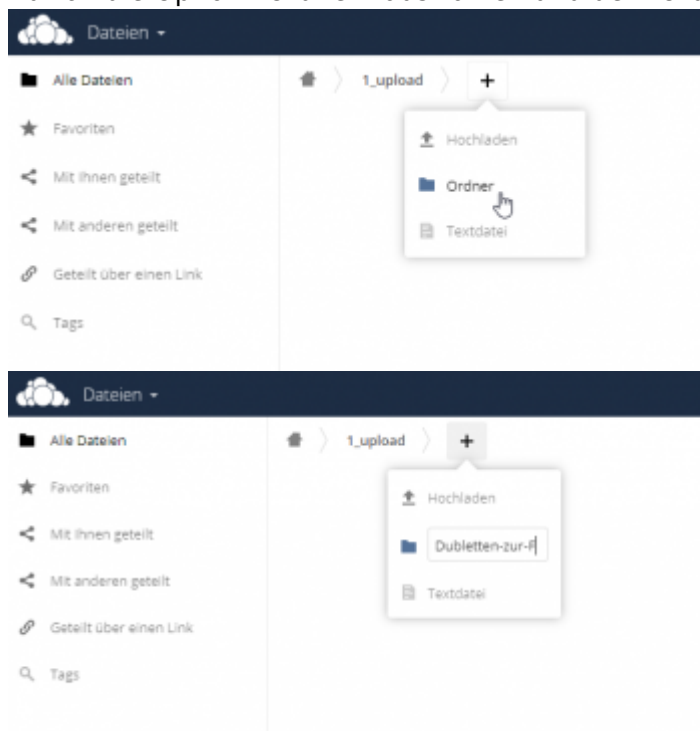 Dateien
Alle Dateien
1_upload
+
Favoriten
Hochladen
Mit Ihnen geteilt
Ordner
Mit anderen geteilt
Textdatei
Geteilt über einen Link
Tags
Dateien
Alle Dateien
1_upload
+
Favoriten
Hochladen
Mit Ihnen geteilt
Dubletten-zur-F
Mit anderen geteilt
Textdatei
Geteilt über einen Link
Tags